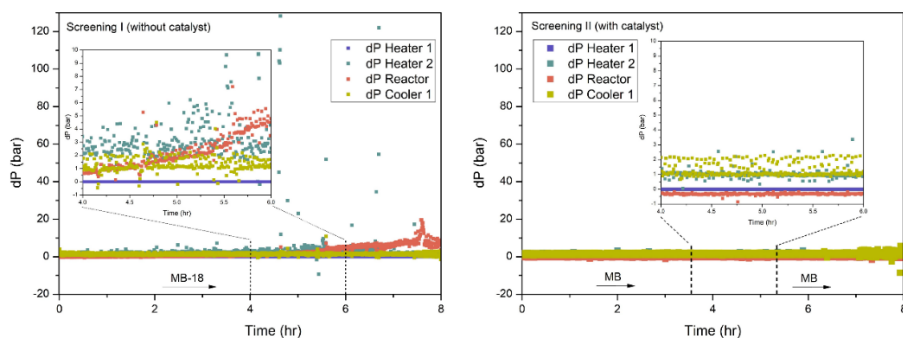 Screening I (without catalyst)
dP Heater 1
dP Heater 2
dP Reactor
dP Cooler 1
dP (bar)
120
100
80
60
40
20
0
-20
dP (bar)
10
9
8
7
6
5
4
3
2
1
0
-1
4.0 4.5 5.0 5.5 6.0
Time (hr)
MB-18
0 2 4 6 8
Time (hr)
Screening II (with catalyst)
dP Heater 1
dP Heater 2
dP Reactor
dP Cooler 1
dP (bar)
120
100
80
60
40
20
0
-20
dP (bar)
10
9
8
7
6
5
4
3
2
1
0
-1
4.0 4.5 5.0 5.5 6.0
Time (hr)
MB MB
0 2 4 6 8
Time (hr)